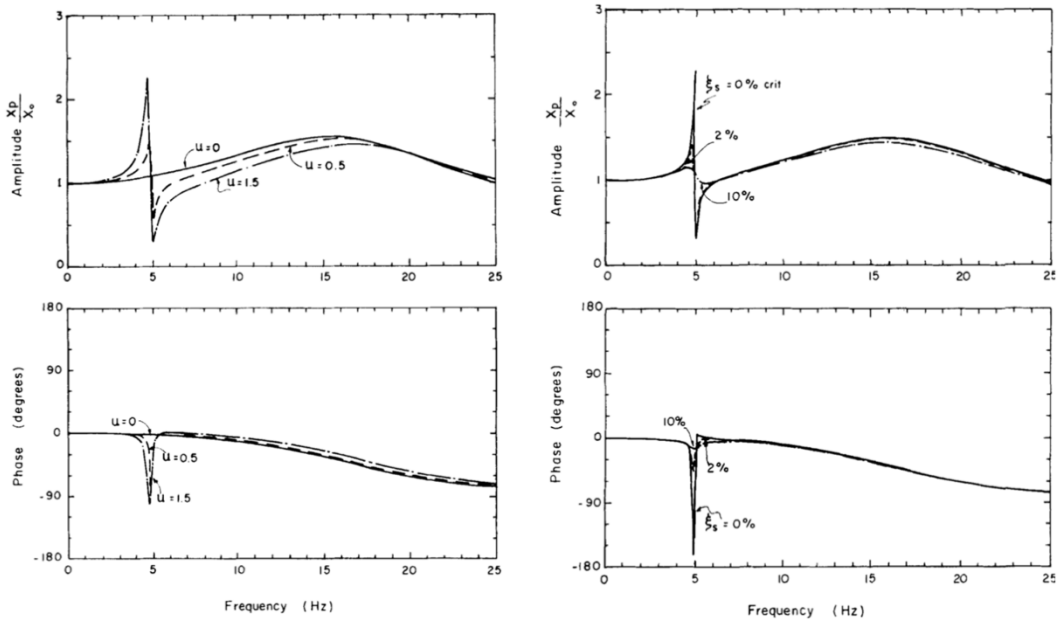 3
2
1
0
Amplitude Xp/X₀
u=0
u=0.5
u=1.5
0 5 10 15 20 25
180
90
0
-90
-180
Phase (degrees)
u=0
u=0.5
u=1.5
0 5 10 15 20 25
Frequency (Hz)
3
2
1
0
Amplitude Xp/X₀
ξs = 0% crit
2%
10%
0 5 10 15 20 25
180
90
0
-90
-180
Phase (degrees)
10%
2%
ξs = 0%
0 5 10 15 20 25
Frequency (Hz)